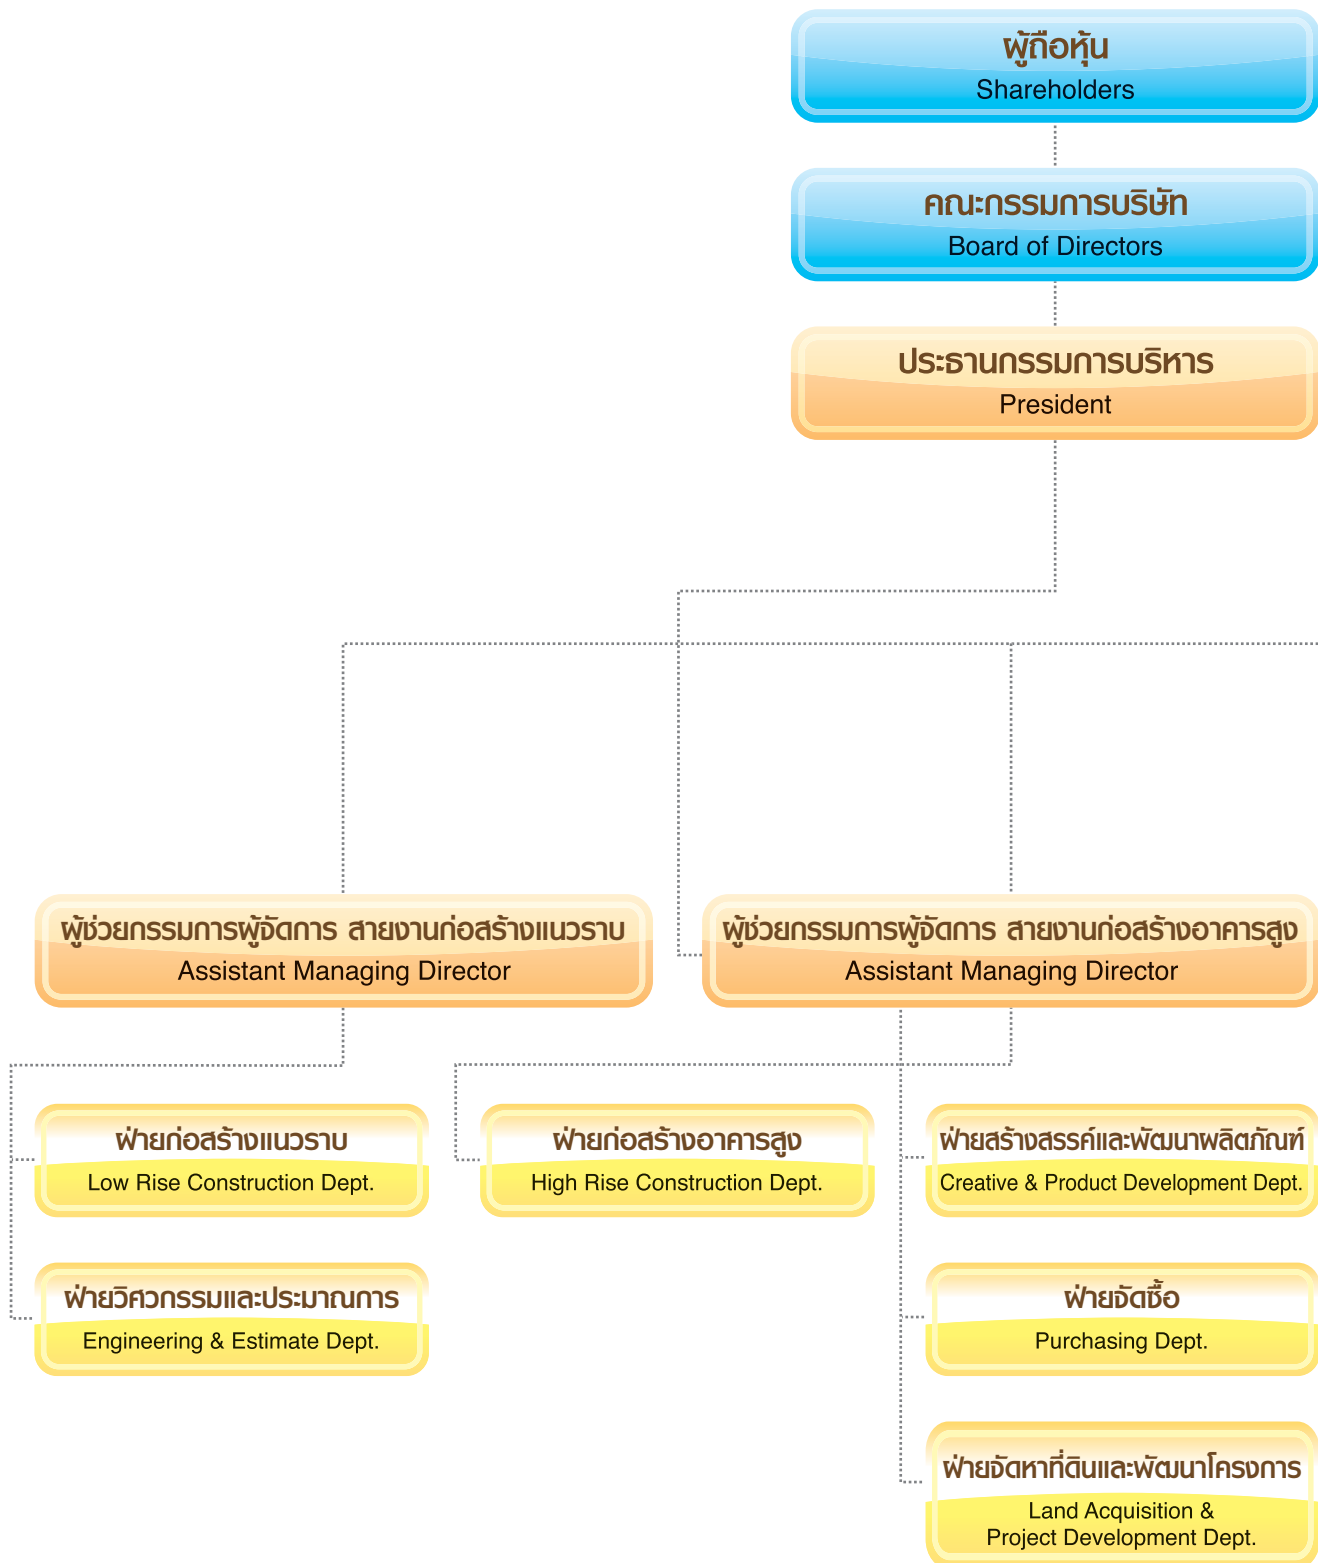 ผู้ถือหุ้น
Shareholders
คณะกรรมการบริษัท
Board of Directors
ประธานกรรมการบริหาร
President
ผู้ช่วยกรรมการผู้จัดการ สายงานก่อสร้างแนวราบ
Assistant Managing Director
ผู้ช่วยกรรมการผู้จัดการ สายงานก่อสร้างอาคารสูง
Assistant Managing Director
ฝ่ายก่อสร้างแนวราบ
Low Rise Construction Dept.
ฝ่ายก่อสร้างอาคารสูง
High Rise Construction Dept.
ฝ่ายสร้างสรรค์และพัฒนาผลิตภัณฑ์
Creative & Product Development Dept.
ฝ่ายวิศวกรรมและประมาณการ
Engineering & Estimate Dept.
ฝ่ายจัดซื้อ
Purchasing Dept.
ฝ่ายจัดหาที่ดินและพัฒนาโครงการ
Land Acquisition &
Project Development Dept.